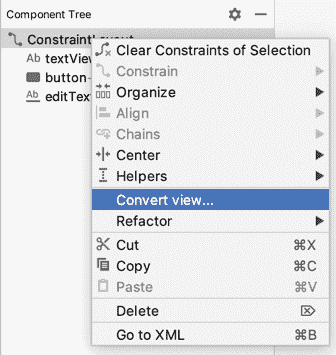 Component Tree
ConstraintLayout
Clear Constraints of Selection
textView
Constrain
button
Organize
editText
Align
Chains
Center
Helpers
Convert view...
Refactor
Cut ⌘X
Copy ⌘C
Paste ⌘V
Delete ⌦
Go to XML ⌘B